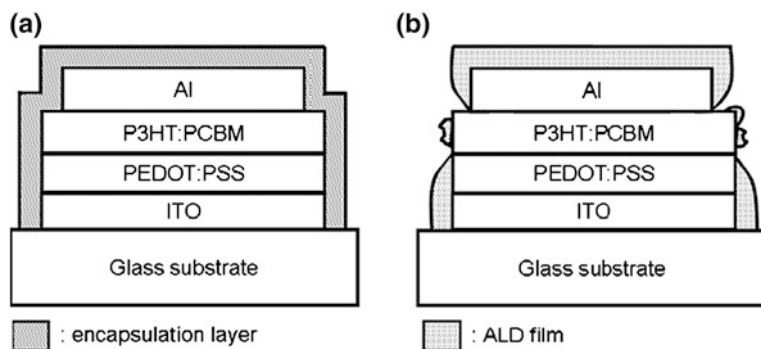 (a)
Al
P3HT:PCBM
PEDOT:PSS
ITO
Glass substrate
: encapsulation layer
(b)
Al
P3HT:PCBM
PEDOT:PSS
ITO
Glass substrate
: ALD film